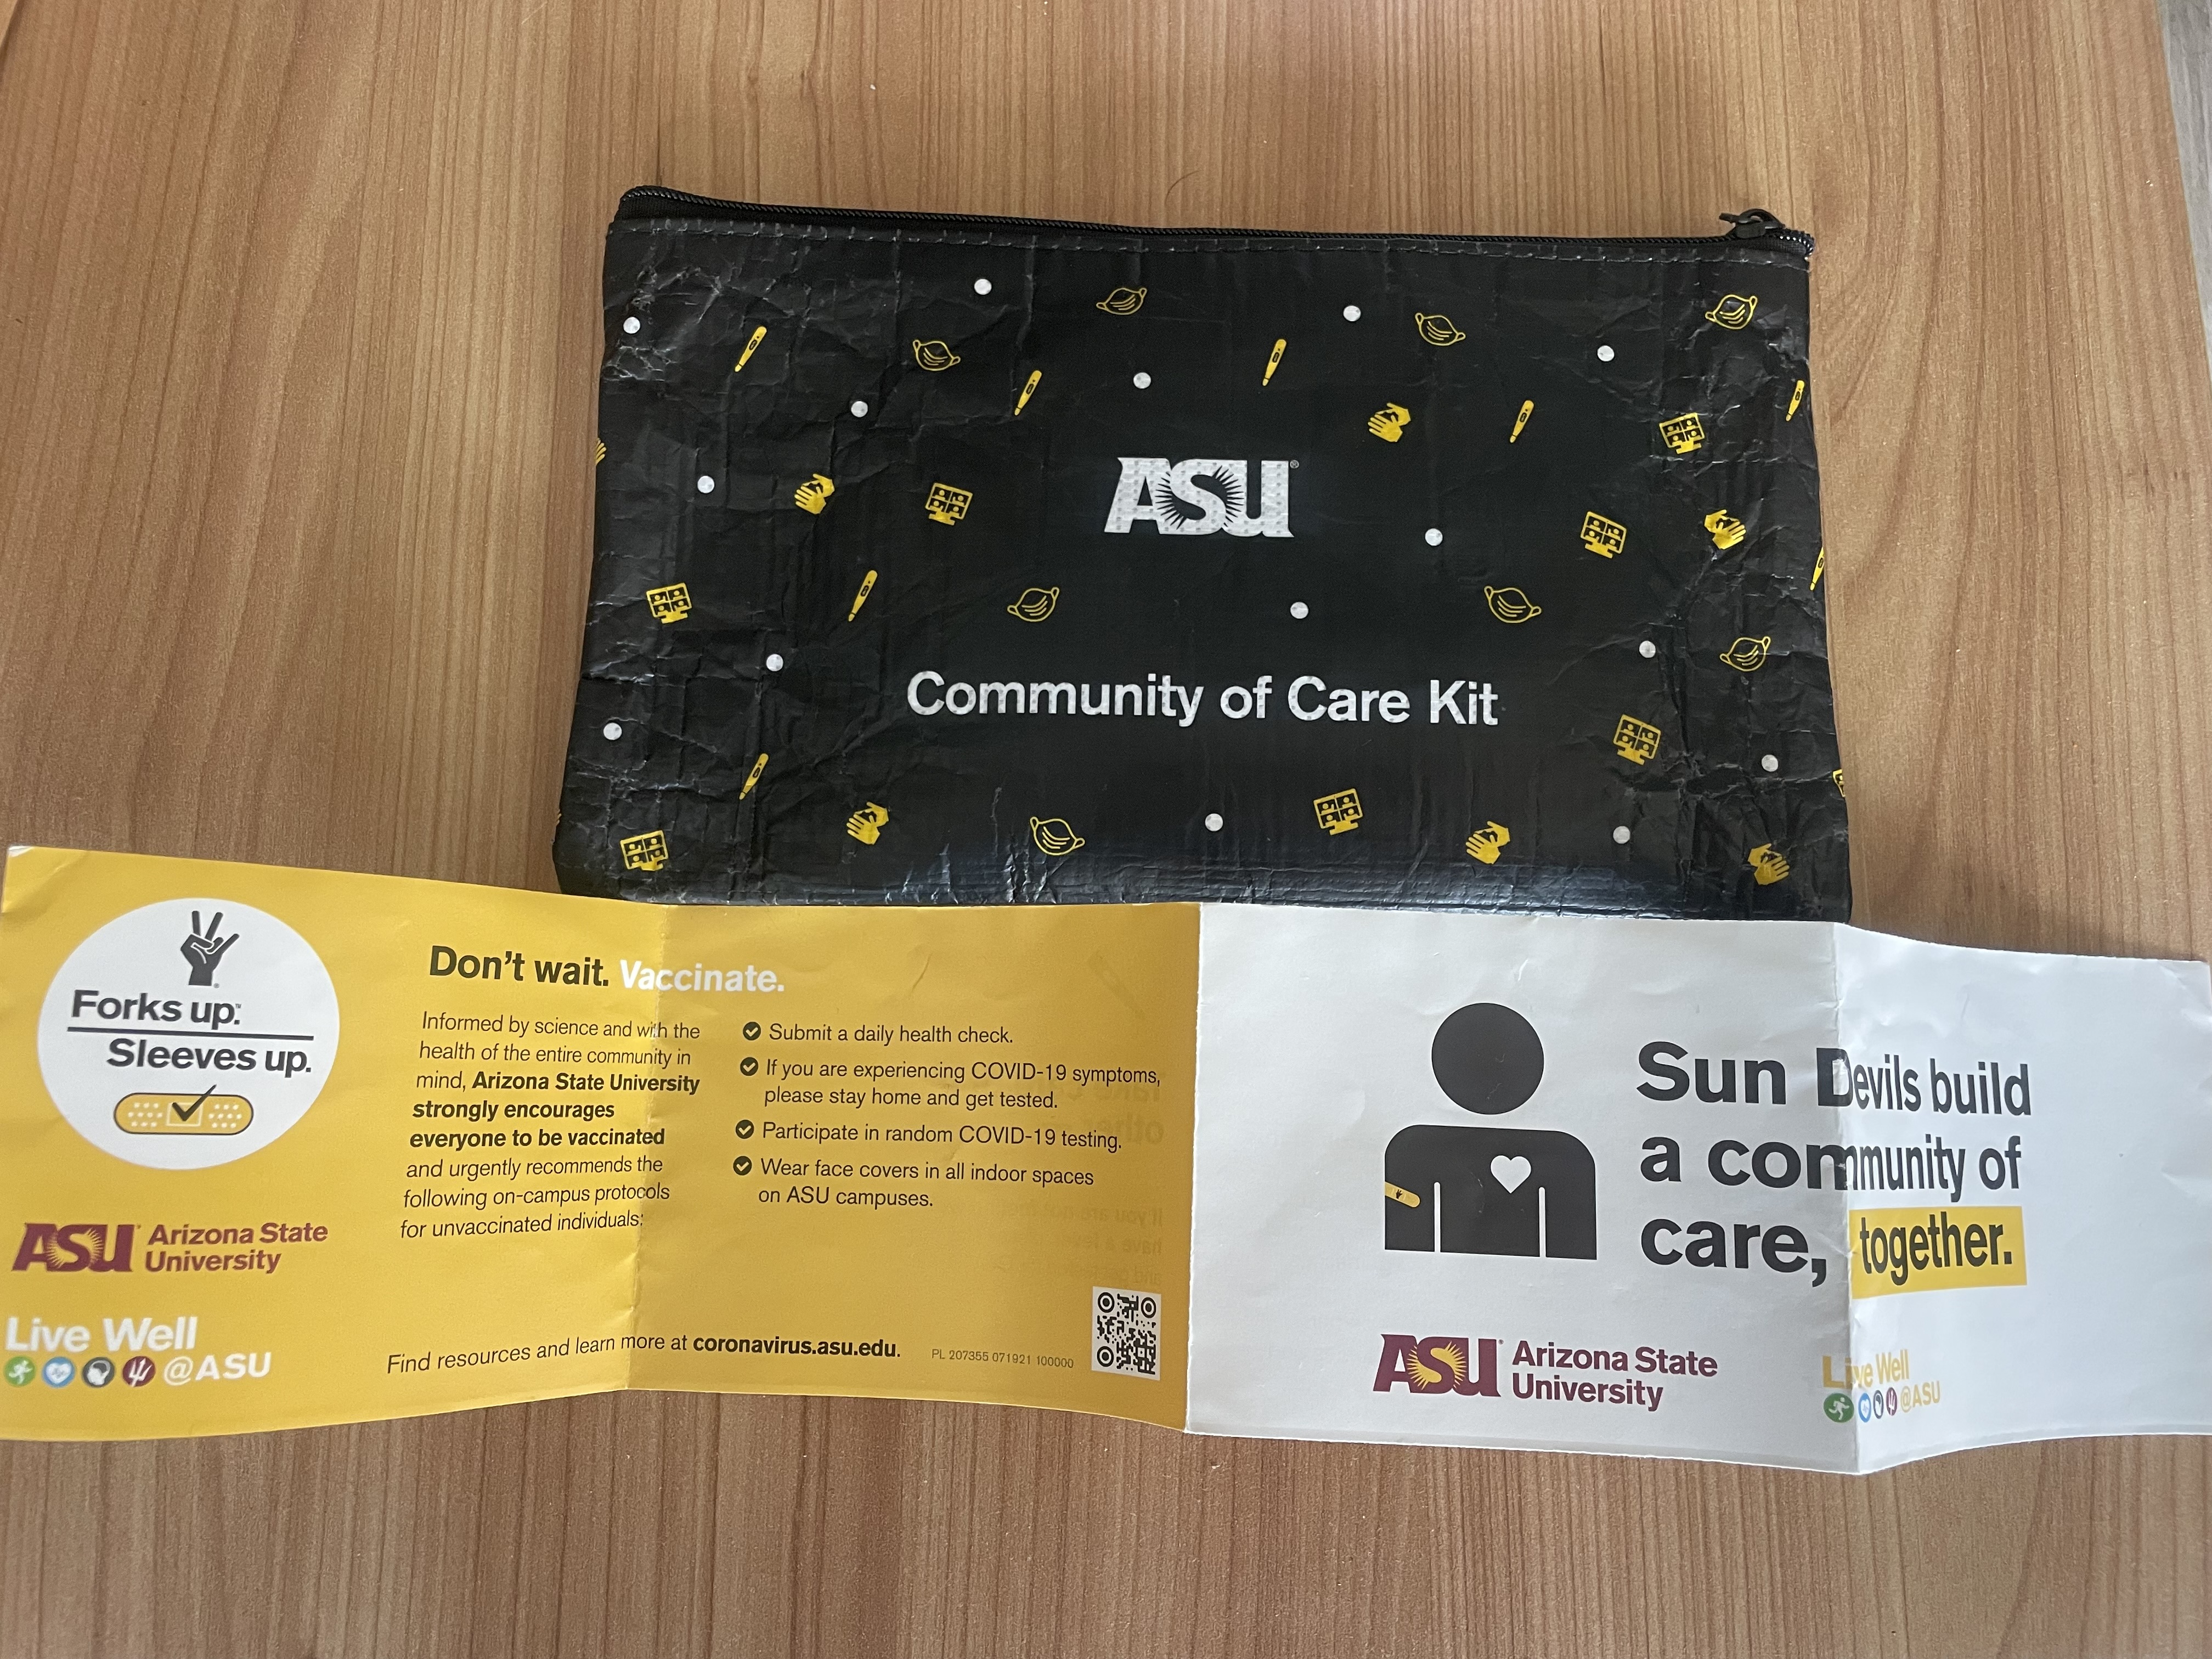 ASU®
Community of Care Kit
Forks up.™
Sleeves up.
ASU Arizona State
University
Live Well
@ASU
Don't wait. Vaccinate.
Informed by science and with the
health of the entire community in
mind, Arizona State University
strongly encourages
everyone to be vaccinated
and urgently recommends the
following on-campus protocols
for unvaccinated individuals:
Submit a daily health check.
If you are experiencing COVID-19 symptoms,
please stay home and get tested.
Participate in random COVID-19 testing.
Wear face covers in all indoor spaces
on ASU campuses.
Find resources and learn more at coronavirus.asu.edu.
PL 207355 071921 100000
Sun Devils build
a community of
care, together.
ASU Arizona State
University
Live Well
@ASU